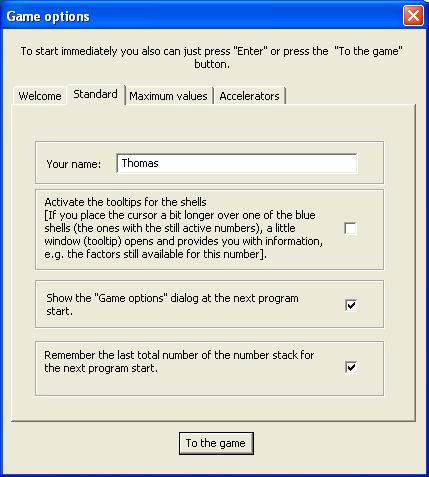 Game options
To start immediately you also can just press "Enter" or press the "To the game"
button.
Welcome Standard Maximum values Accelerators
Your name: Thomas
Activate the tooltips for the shells
[If you place the cursor a bit longer over one of the blue
shells (the ones with the still active numbers), a little
window (tooltip) opens and provides you with information,
e.g. the factors still available for this number].
Show the "Game options" dialog at the next program
start.
Remember the last total number of the number stack for
the next program start.
To the game